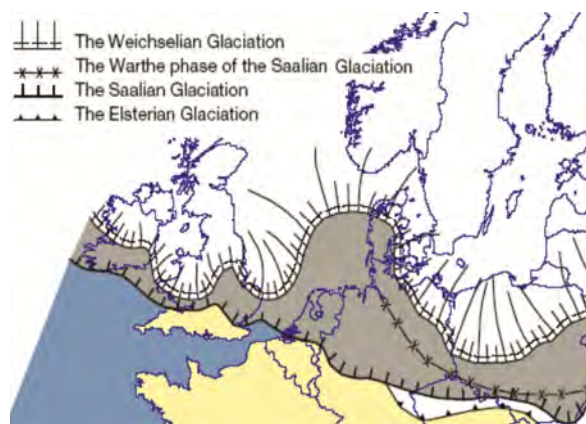 The Weichselian Glaciation
The Warthe phase of the Saalian Glaciation
The Saalian Glaciation
The Elsterian Glaciation